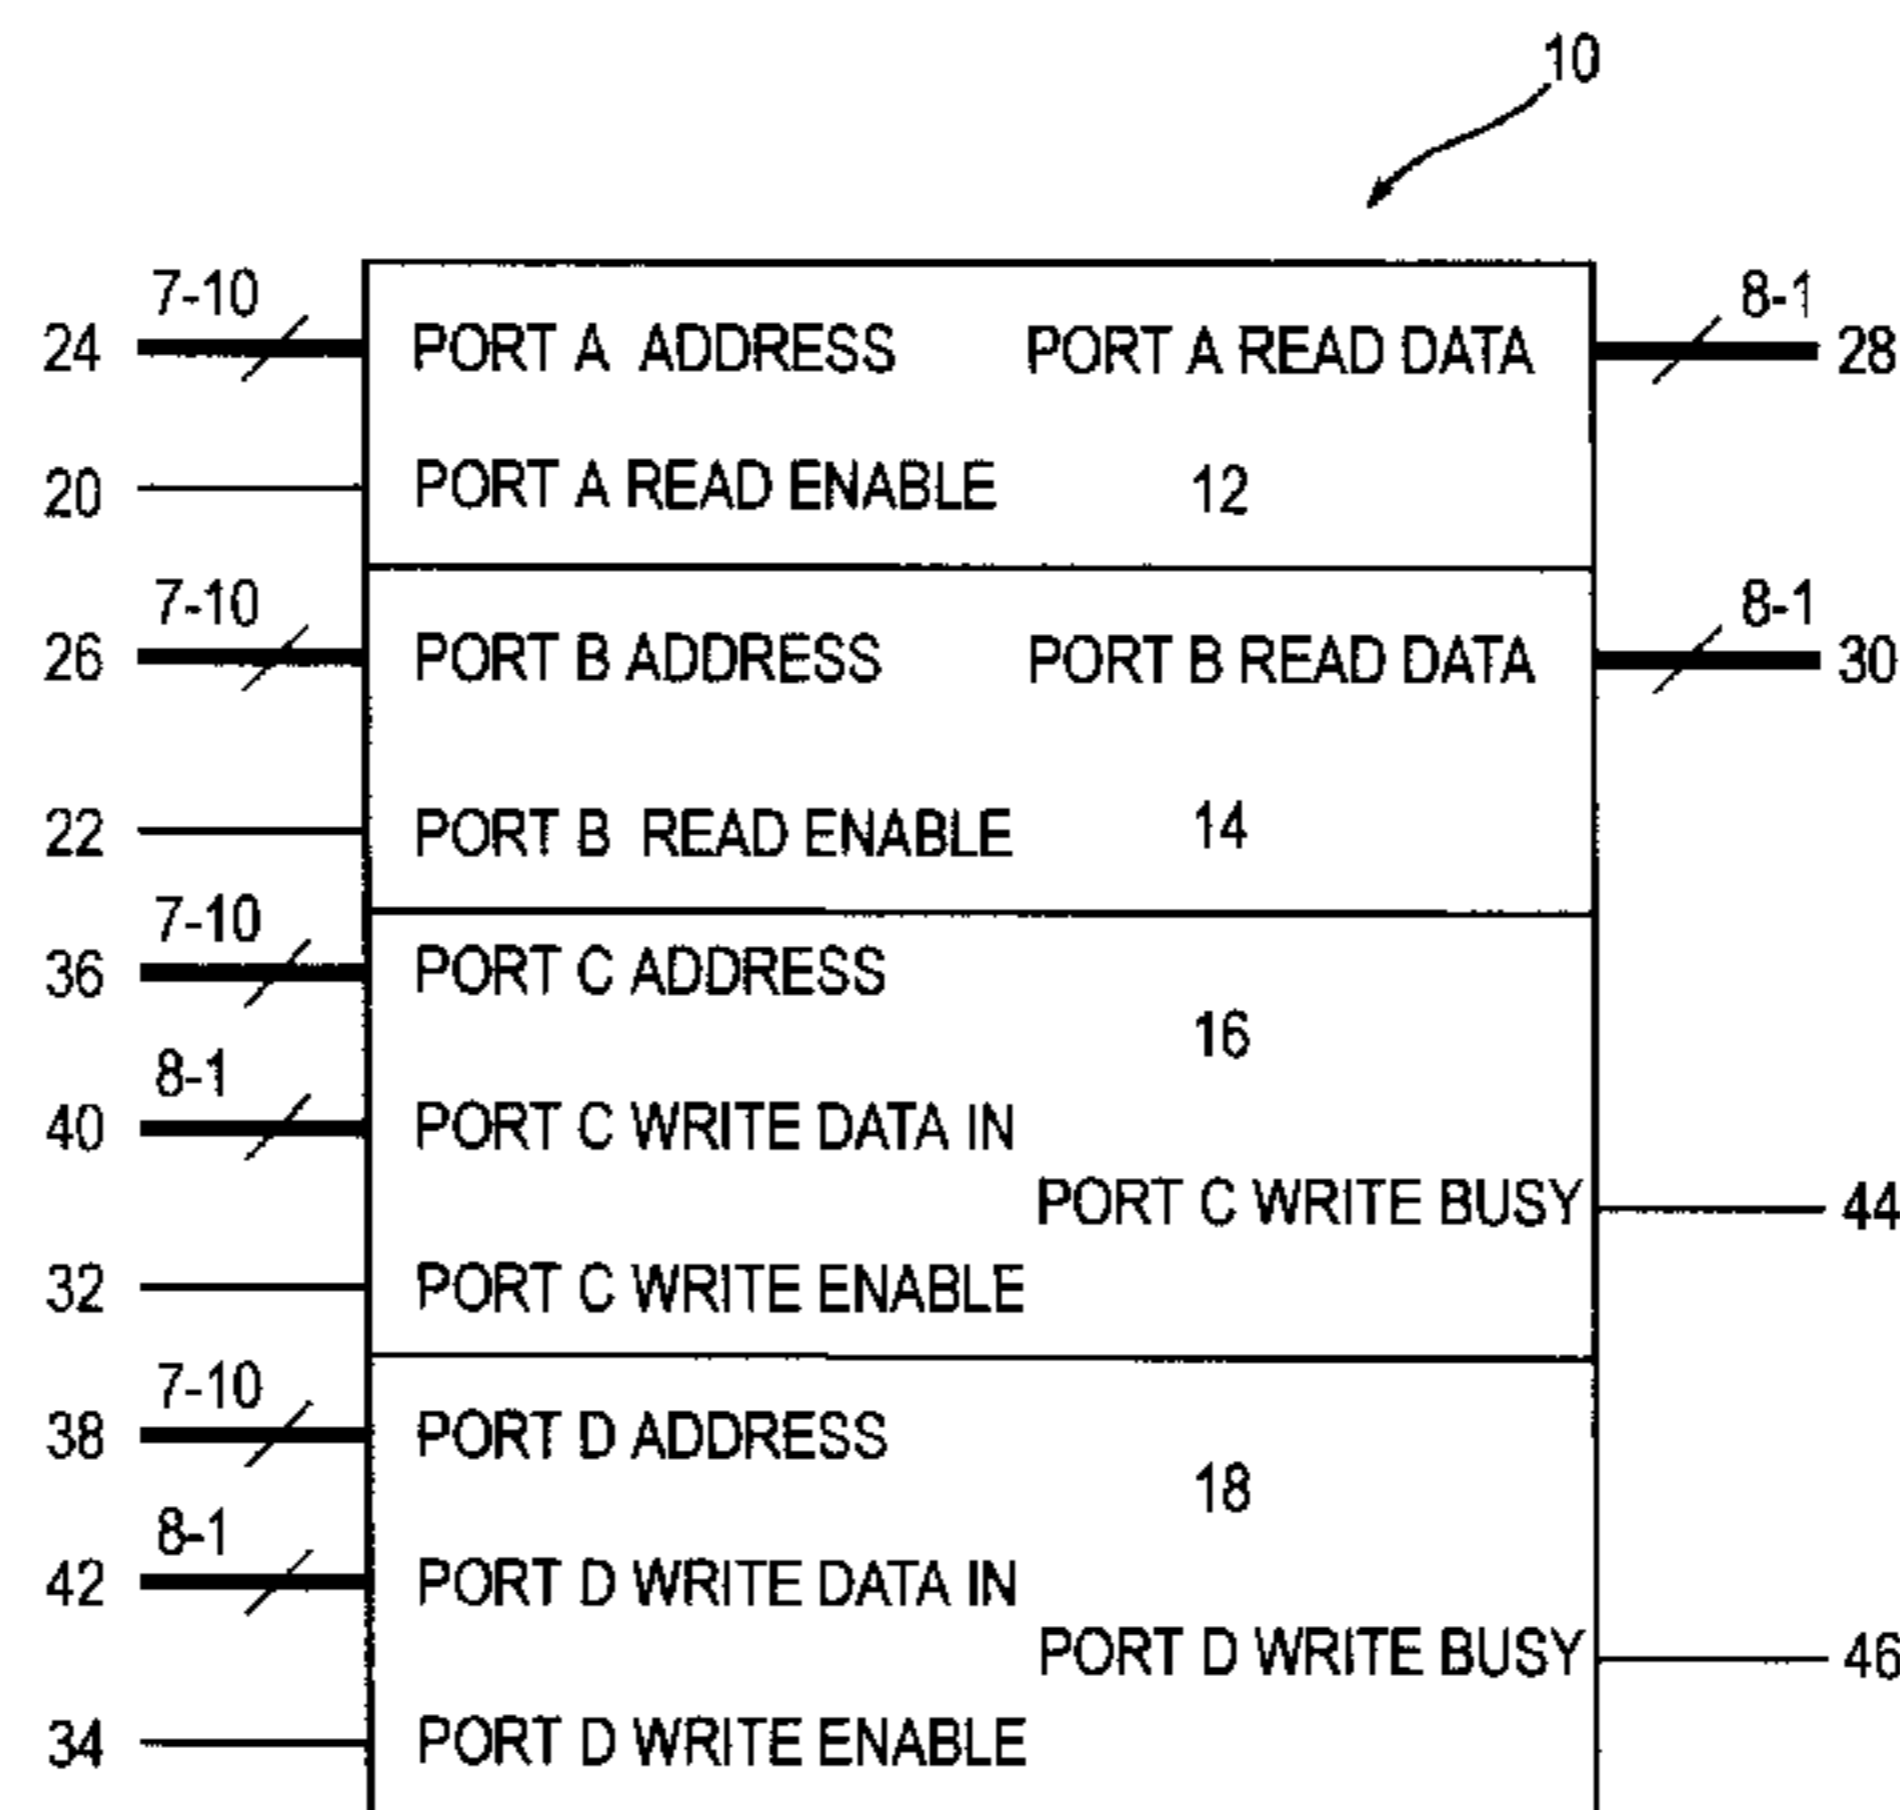 10
7-10 8-1
24 PORT A ADDRESS PORT A READ DATA 28
20 PORT A READ ENABLE 12
7-10 8-1
26 PORT B ADDRESS PORT B READ DATA 30
22 PORT B READ ENABLE 14
7-10
36 PORT C ADDRESS
16
8-1
40 PORT C WRITE DATA IN
PORT C WRITE BUSY 44
32 PORT C WRITE ENABLE
7-10
38 PORT D ADDRESS
18
8-1
42 PORT D WRITE DATA IN
PORT D WRITE BUSY 46
34 PORT D WRITE ENABLE